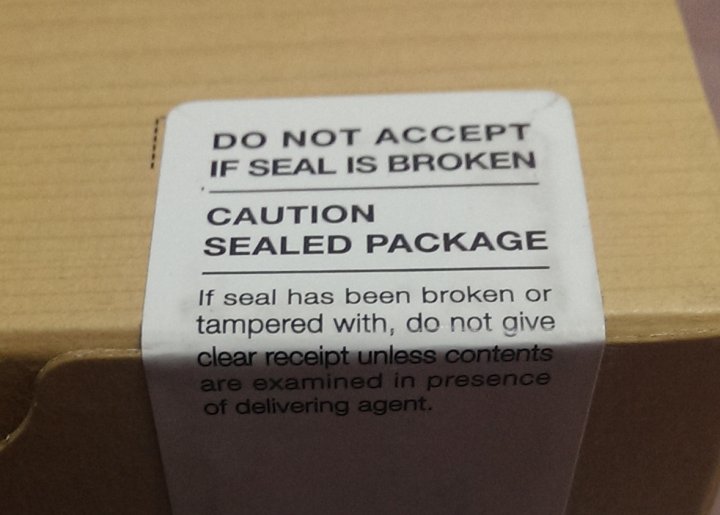 DO NOT ACCEPT
IF SEAL IS BROKEN
CAUTION
SEALED PACKAGE
If seal has been broken or
tampered with, do not give
clear receipt unless contents
are examined in presence
of delivering agent.